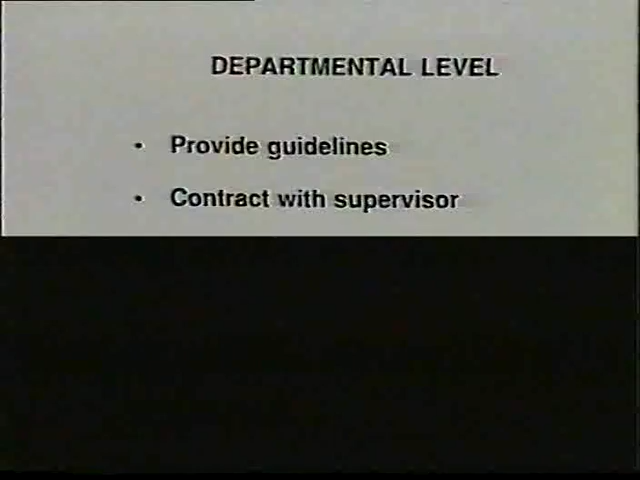 DEPARTMENTAL LEVEL
• Provide guidelines
• Contract with supervisor